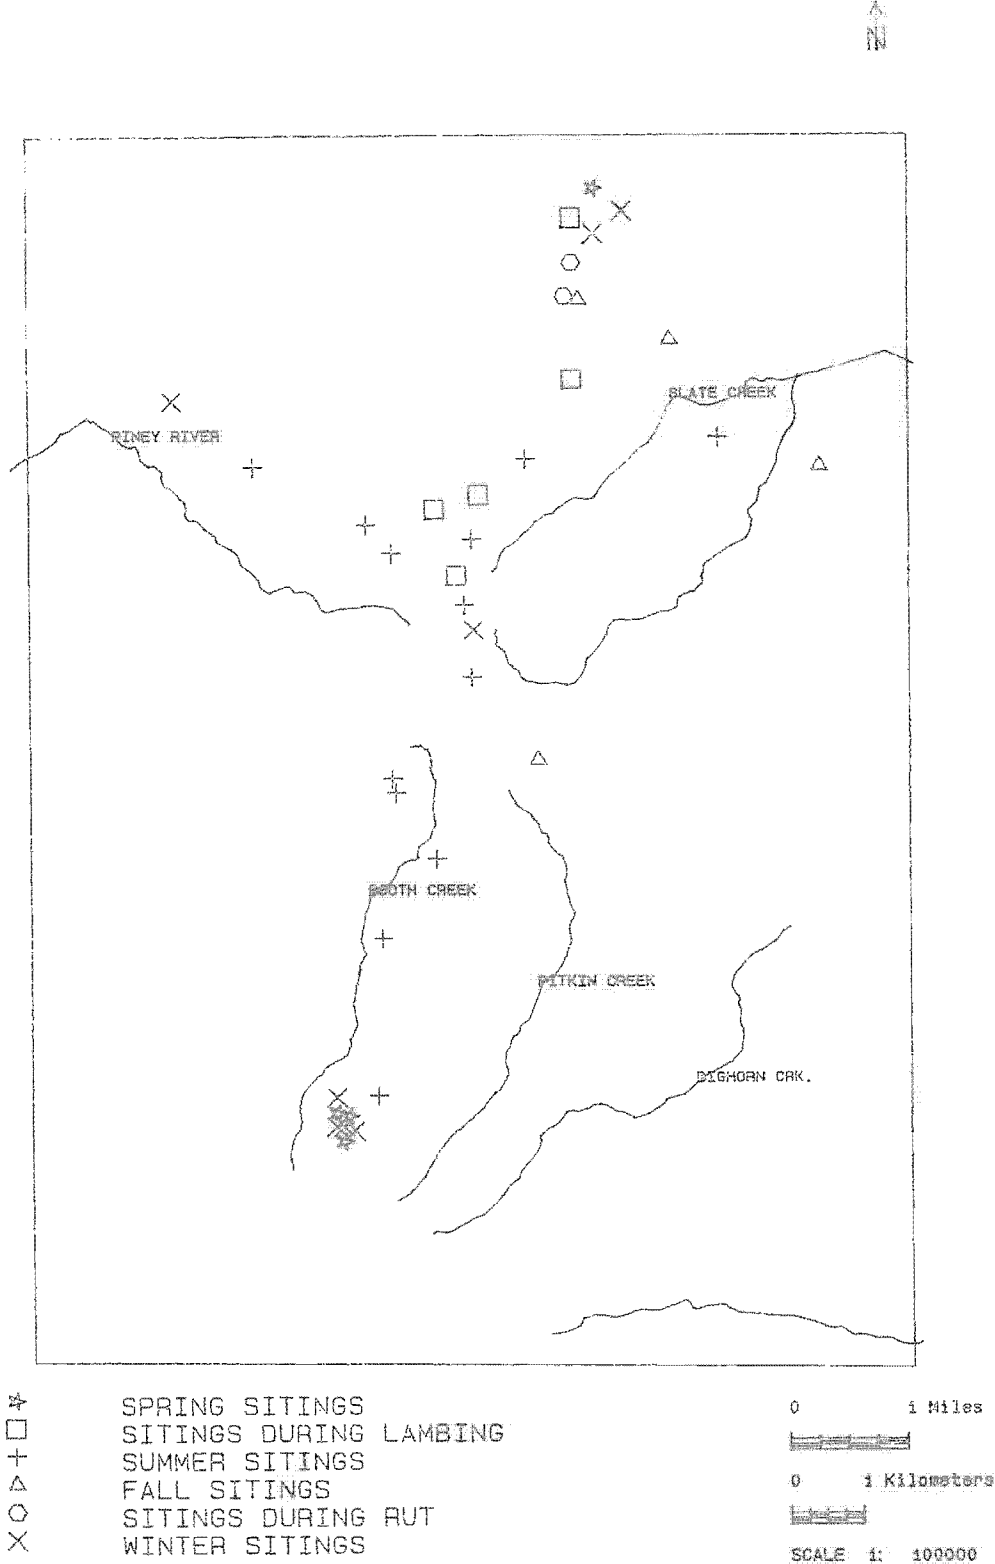 N
SLATE CREEK
PINEY RIVER
BOOTH CREEK
PITKIN CREEK
BIGHORN CRK.
SPRING SITINGS
SITINGS DURING LAMBING
SUMMER SITINGS
FALL SITINGS
SITINGS DURING RUT
WINTER SITINGS
0 1 Miles
0 1 Kilometers
SCALE 1: 100000